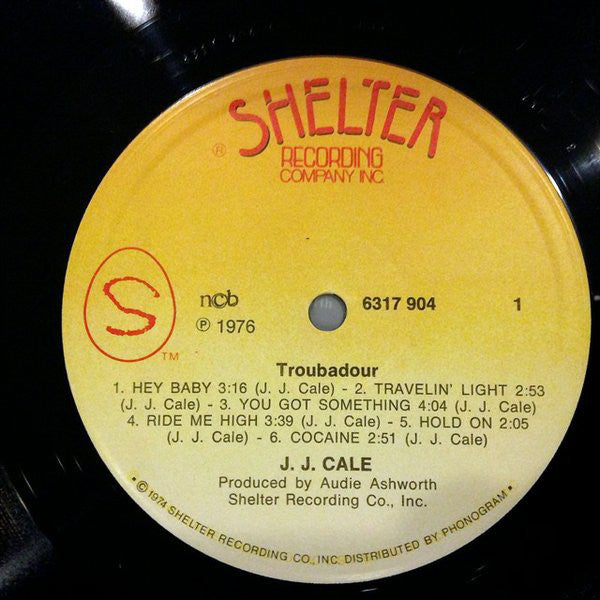 SHELTER
® RECORDING
COMPANY INC.
S
TM
ncb
6317 904
1
℗ 1976
Troubadour
1. HEY BABY 3:16 (J. J. Cale) - 2. TRAVELIN' LIGHT 2:53
(J. J. Cale) - 3. YOU GOT SOMETHING 4:04 (J. J. Cale)
4. RIDE ME HIGH 3:39 (J. J. Cale) - 5. HOLD ON 2:05
(J. J. Cale) - 6. COCAINE 2:51 (J. J. Cale)
J. J. CALE
Produced by Audie Ashworth
Shelter Recording Co., Inc.
• © 1974 SHELTER RECORDING CO., INC. DISTRIBUTED BY PHONOGRAM •